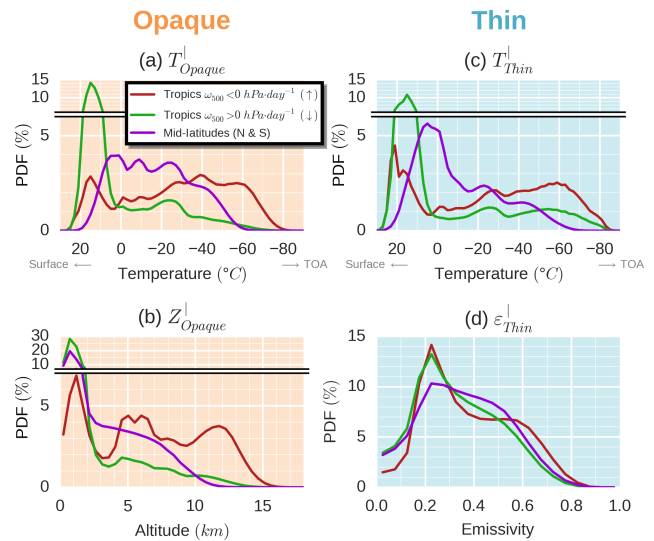 Opaque
Thin
(a) T|Opaque
(c) T|Thin
15
10
5
0
PDF (%)
Tropics ω500 <0 hPa·day−1 (↑)
Tropics ω500 >0 hPa·day−1 (↓)
Mid-latitudes (N & S)
20 0 −20 −40 −60 −80
Surface ← → TOA
Temperature (°C)
15
10
5
0
PDF (%)
20 0 −20 −40 −60 −80
Surface ← → TOA
Temperature (°C)
(b) Z|Opaque
(d) ε|Thin
30
20
10
5
0
PDF (%)
0 5 10 15
Altitude (km)
15
10
5
0
PDF (%)
0.0 0.2 0.4 0.6 0.8 1.0
Emissivity